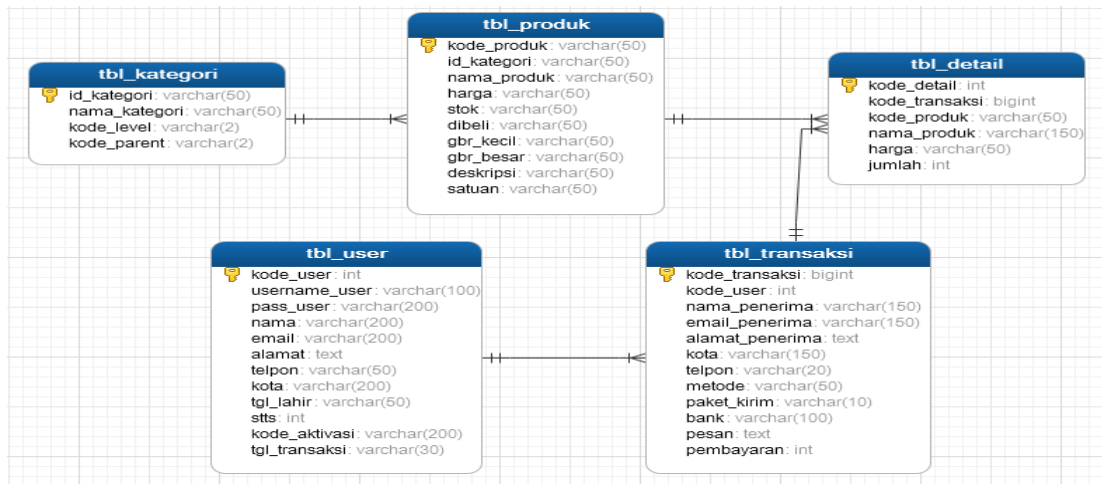 tbl_kategori
id_kategori: varchar(50)
nama_kategori: varchar(50)
kode_level: varchar(2)
kode_parent: varchar(2)
tbl_produk
kode_produk: varchar(50)
id_kategori: varchar(50)
nama_produk: varchar(50)
harga: varchar(50)
stok: varchar(50)
dibeli: varchar(50)
gbr_kecil: varchar(50)
gbr_besar: varchar(50)
deskripsi: varchar(50)
satuan: varchar(50)
tbl_detail
kode_detail: int
kode_transaksi: bigint
kode_produk: varchar(50)
nama_produk: varchar(150)
harga: varchar(50)
jumlah: int
tbl_user
kode_user: int
username_user: varchar(100)
pass_user: varchar(200)
nama: varchar(200)
email: varchar(200)
alamat: text
telpon: varchar(50)
kota: varchar(200)
tgl_lahir: varchar(50)
stts: int
kode_aktivasi: varchar(200)
tgl_transaksi: varchar(30)
tbl_transaksi
kode_transaksi: bigint
kode_user: int
nama_penerima: varchar(150)
email_penerima: varchar(150)
alamat_penerima: text
kota: varchar(150)
telpon: varchar(20)
metode: varchar(50)
paket_kirim: varchar(10)
bank: varchar(100)
pesan: text
pembayaran: int